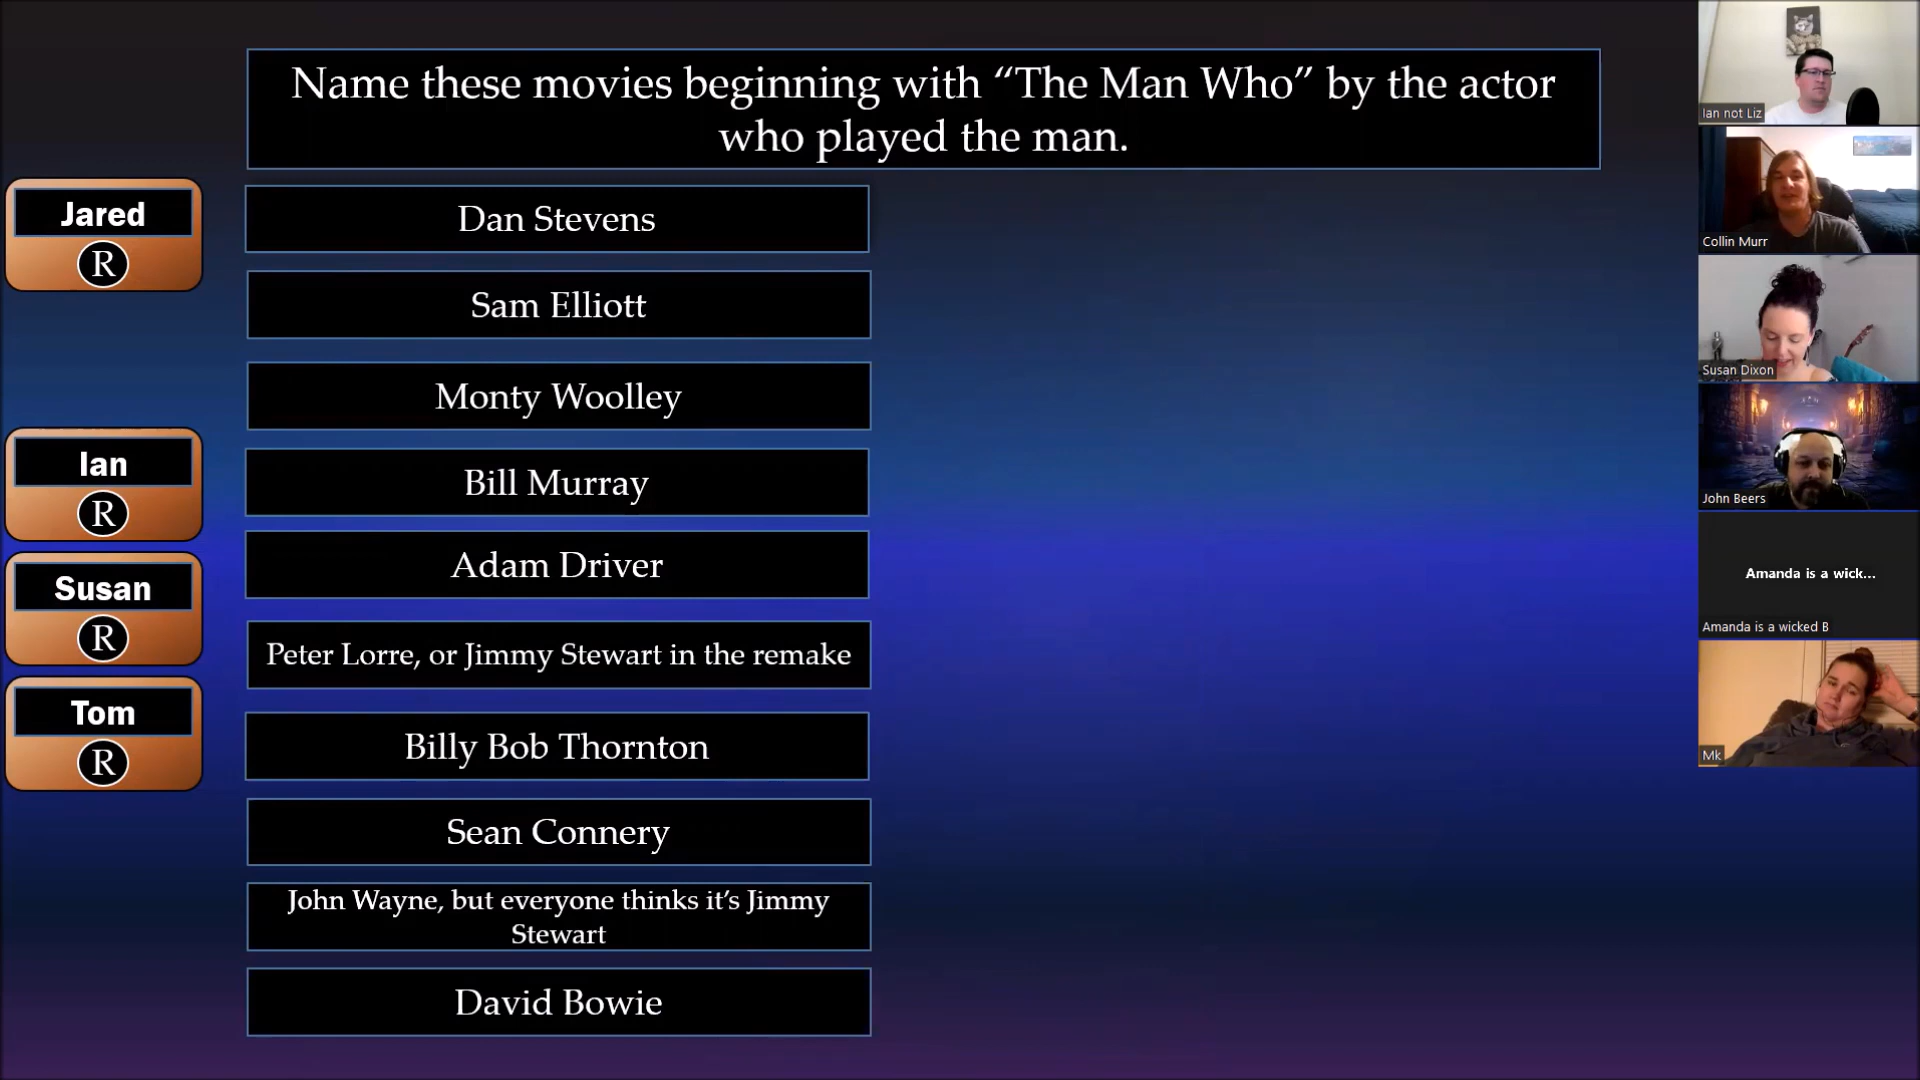 Name these movies beginning with “The Man Who” by the actor
who played the man.
Jared
R
Ian
R
Susan
R
Tom
R
Dan Stevens
Sam Elliott
Monty Woolley
Bill Murray
Adam Driver
Peter Lorre, or Jimmy Stewart in the remake
Billy Bob Thornton
Sean Connery
John Wayne, but everyone thinks it’s Jimmy
Stewart
David Bowie
Ian not Liz
Collin Murr
Susan Dixon
John Beers
Amanda is a wick...
Amanda is a wicked B
Mk